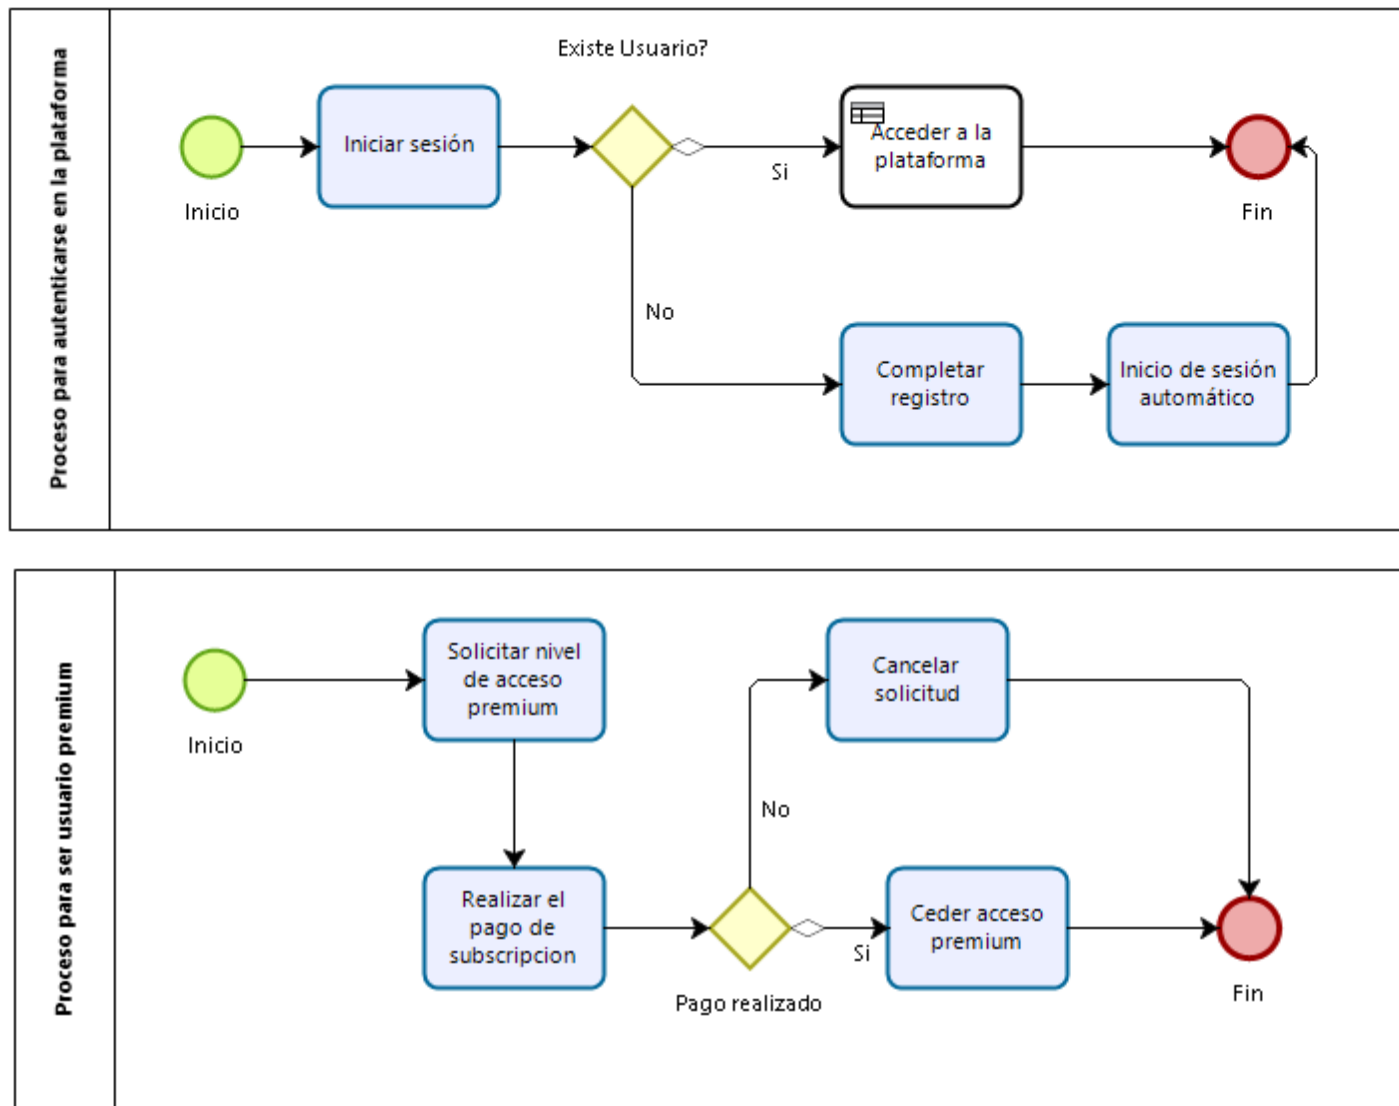 Proceso para autenticarse en la plataforma
Existe Usuario?
Inicio
Iniciar sesión
Si
Acceder a la
plataforma
Fin
No
Completar
registro
Inicio de sesión
automático
Proceso para ser usuario premium
Inicio
Solicitar nivel
de acceso
premium
Cancelar
solicitud
No
Realizar el
pago de
subscripcion
Pago realizado
Si
Ceder acceso
premium
Fin